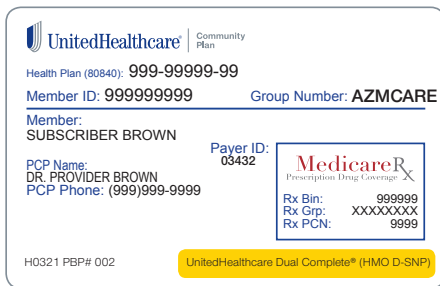 UnitedHealthcare® Community Plan
Health Plan (80840): 999-99999-99
Member ID: 999999999 Group Number: AZMCARE
Member:
SUBSCRIBER BROWN
Payer ID:
03432
PCP Name:
DR. PROVIDER BROWN
PCP Phone: (999)999-9999
MedicareRx
Prescription Drug Coverage
Rx Bin: 999999
Rx Grp: XXXXXXXX
Rx PCN: 9999
H0321 PBP# 002
UnitedHealthcare Dual Complete® (HMO D-SNP)